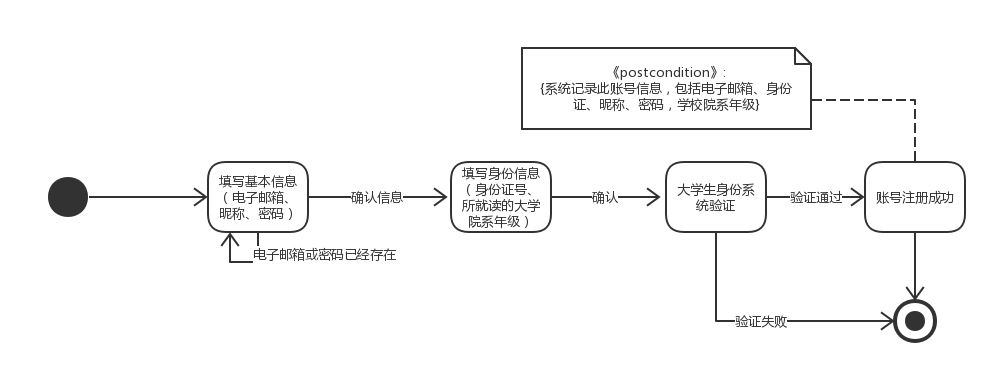 《postcondition》:
{系统记录此账号信息，包括电子邮箱、身份
证、昵称、密码，学校院系年级}
填写基本信息
（电子邮箱、
昵称、密码）
确认信息
填写身份信息
（身份证号、
所就读的大学
院系年级）
确认
大学生身份系
统验证
验证通过
账号注册成功
电子邮箱或密码已经存在
验证失败